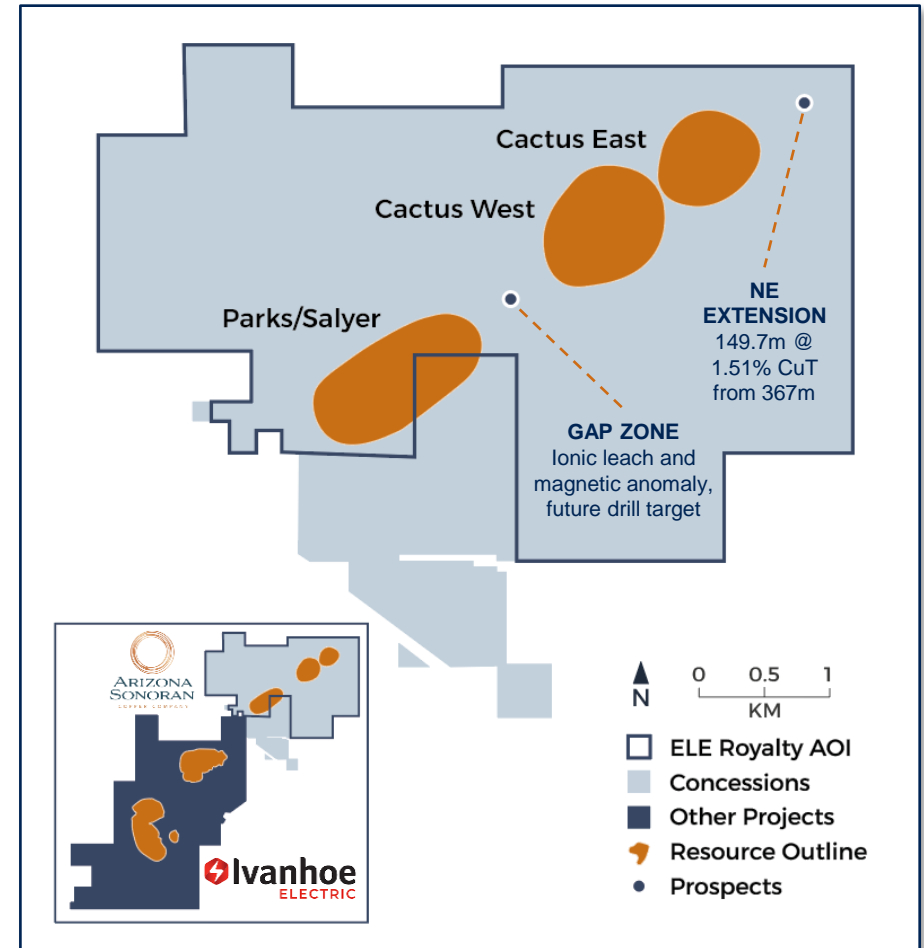 Cactus East
Cactus West
NE
EXTENSION
149.7m @
1.51% CuT
from 367m
Parks/Salyer
GAP ZONE
Ionic leach and
magnetic anomaly,
future drill target
ARIZONA
SONORAN
COPPER COMPANY
Ivanhoe
ELECTRIC
N
0 0.5 1
KM
ELE Royalty AOI
Concessions
Other Projects
Resource Outline
Prospects